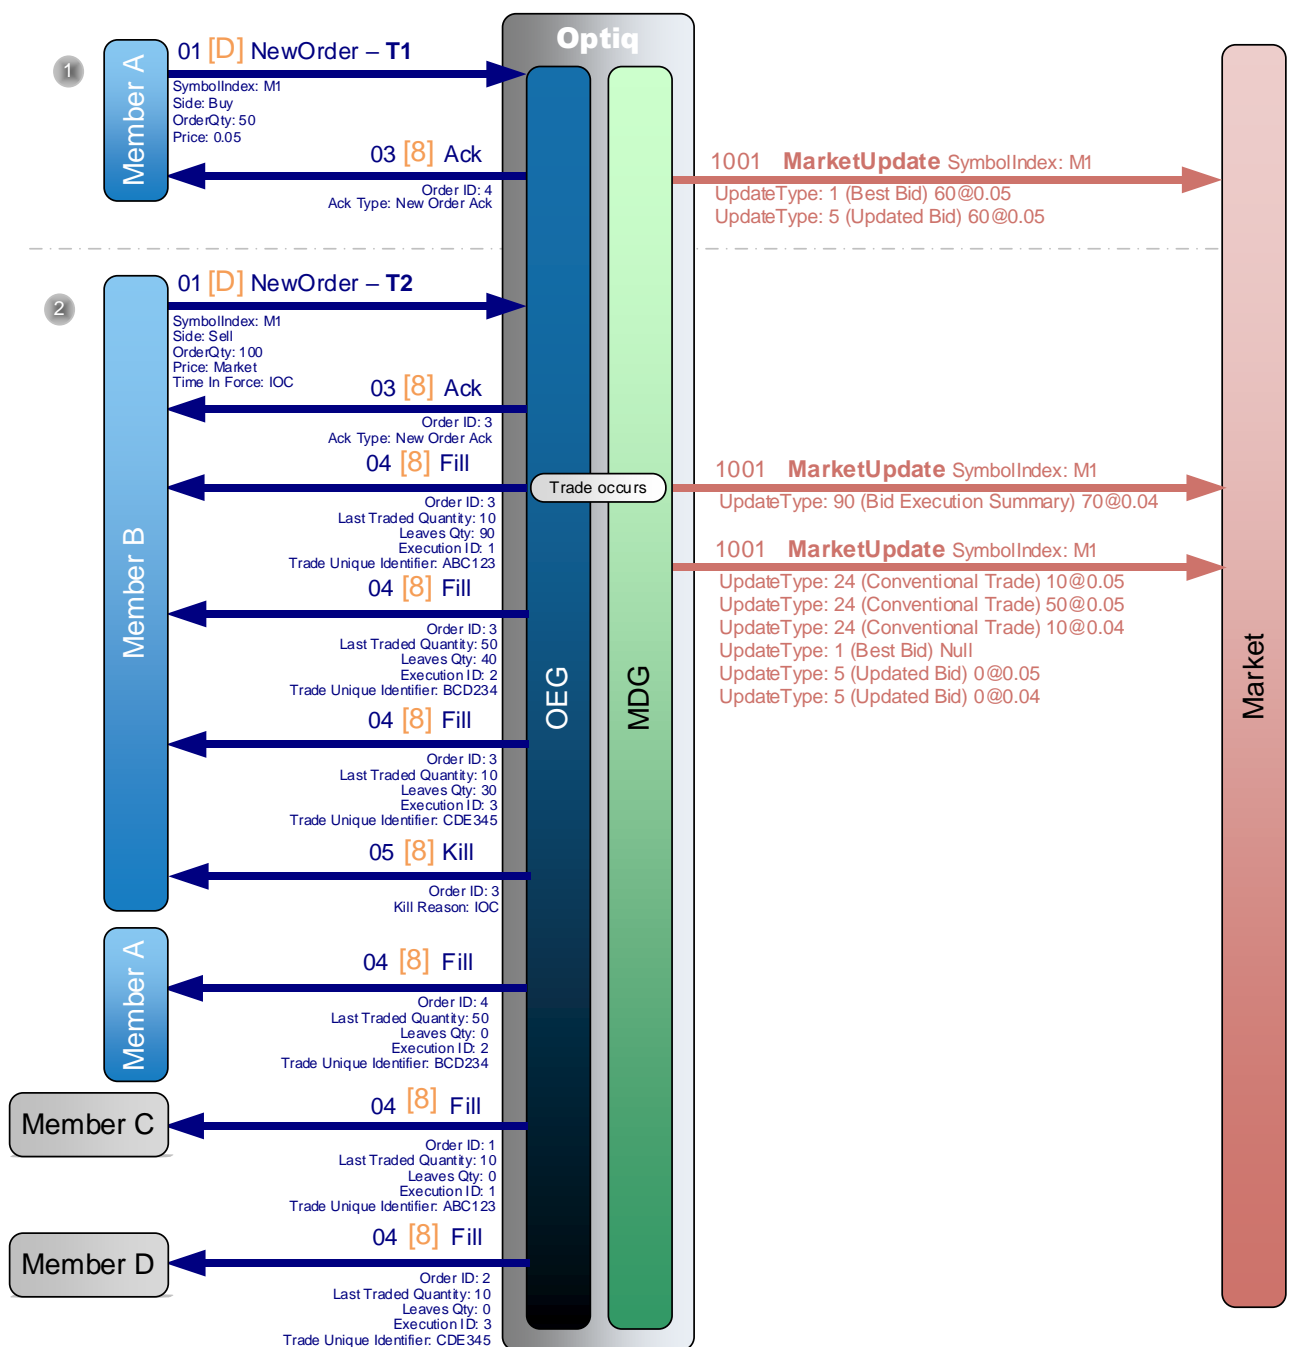 Optiq
1
Member A
01 [D] NewOrder – T1
SymbolIndex: M1
Side: Buy
OrderQty: 50
Price: 0.05
03 [8] Ack
Order ID: 4
Ack Type: New Order Ack
1001 MarketUpdate SymbolIndex: M1
UpdateType: 1 (Best Bid) 60@0.05
UpdateType: 5 (Updated Bid) 60@0.05
2
Member B
01 [D] NewOrder – T2
SymbolIndex: M1
Side: Sell
OrderQty: 100
Price: Market
Time In Force: IOC
03 [8] Ack
Order ID: 3
Ack Type: New Order Ack
04 [8] Fill
Trade occurs
Order ID: 3
Last Traded Quantity: 10
Leaves Qty: 90
Execution ID: 1
Trade Unique Identifier: ABC123
1001 MarketUpdate SymbolIndex: M1
UpdateType: 90 (Bid Execution Summary) 70@0.04
1001 MarketUpdate SymbolIndex: M1
UpdateType: 24 (Conventional Trade) 10@0.05
UpdateType: 24 (Conventional Trade) 50@0.05
UpdateType: 24 (Conventional Trade) 10@0.04
UpdateType: 1 (Best Bid) Null
UpdateType: 5 (Updated Bid) 0@0.05
UpdateType: 5 (Updated Bid) 0@0.04
04 [8] Fill
Order ID: 3
Last Traded Quantity: 50
Leaves Qty: 40
Execution ID: 2
Trade Unique Identifier: BCD234
OEG
MDG
Market
04 [8] Fill
Order ID: 3
Last Traded Quantity: 10
Leaves Qty: 30
Execution ID: 3
Trade Unique Identifier: CDE345
05 [8] Kill
Order ID: 3
Kill Reason: IOC
Member A
04 [8] Fill
Order ID: 4
Last Traded Quantity: 50
Leaves Qty: 0
Execution ID: 2
Trade Unique Identifier: BCD234
Member C
04 [8] Fill
Order ID: 1
Last Traded Quantity: 10
Leaves Qty: 0
Execution ID: 1
Trade Unique Identifier: ABC123
Member D
04 [8] Fill
Order ID: 2
Last Traded Quantity: 10
Leaves Qty: 0
Execution ID: 3
Trade Unique Identifier: CDE345